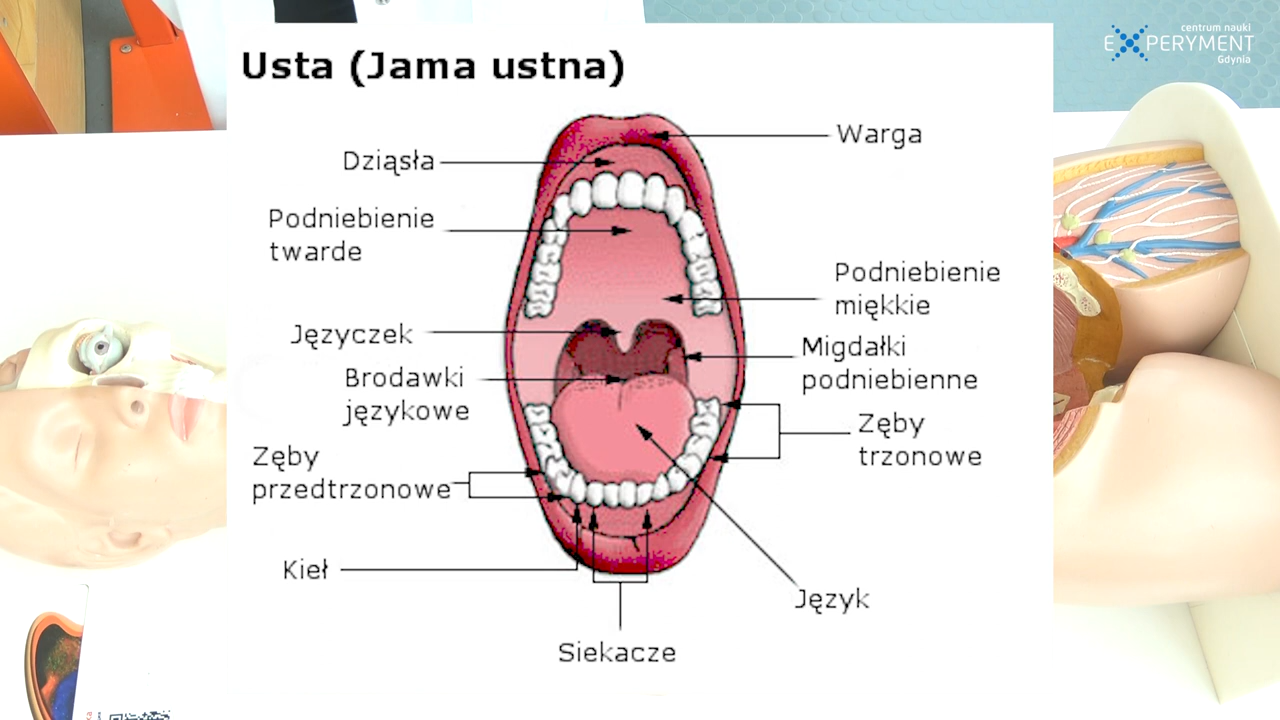 centrum nauki
EXPERYMENT
Gdynia
Usta (Jama ustna)
Warga
Dziąsła
Podniebienie
twarde
Podniebienie
miękkie
Języczek
Migdałki
podniebienne
Brodawki
językowe
Zęby
trzonowe
Zęby
przedtrzonowe
Kieł
Język
Siekacze